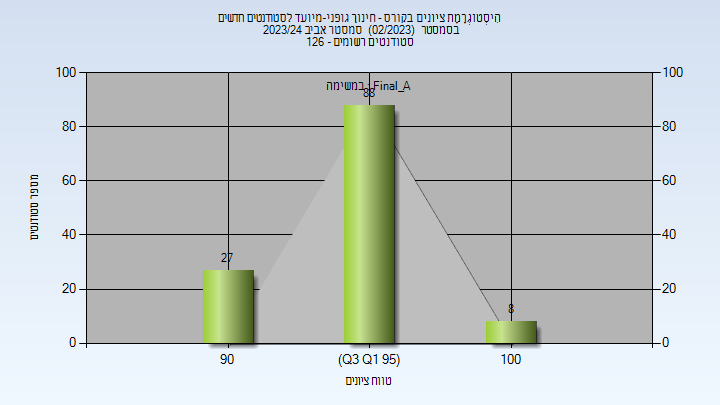 היסטוגרמת ציונים בקורס - חינוך גופני-מיועד לסטודנטים חדשים
בסמסטר (02/2023) סמסטר אביב 2023/24
סטודנטים רשומים - 126
במשימה : Final_A
100
80
60
40
20
0
100
80
60
40
20
0
מספר סטודנטים
27
88
8
90
(Q3 Q1 95)
100
טווח ציונים